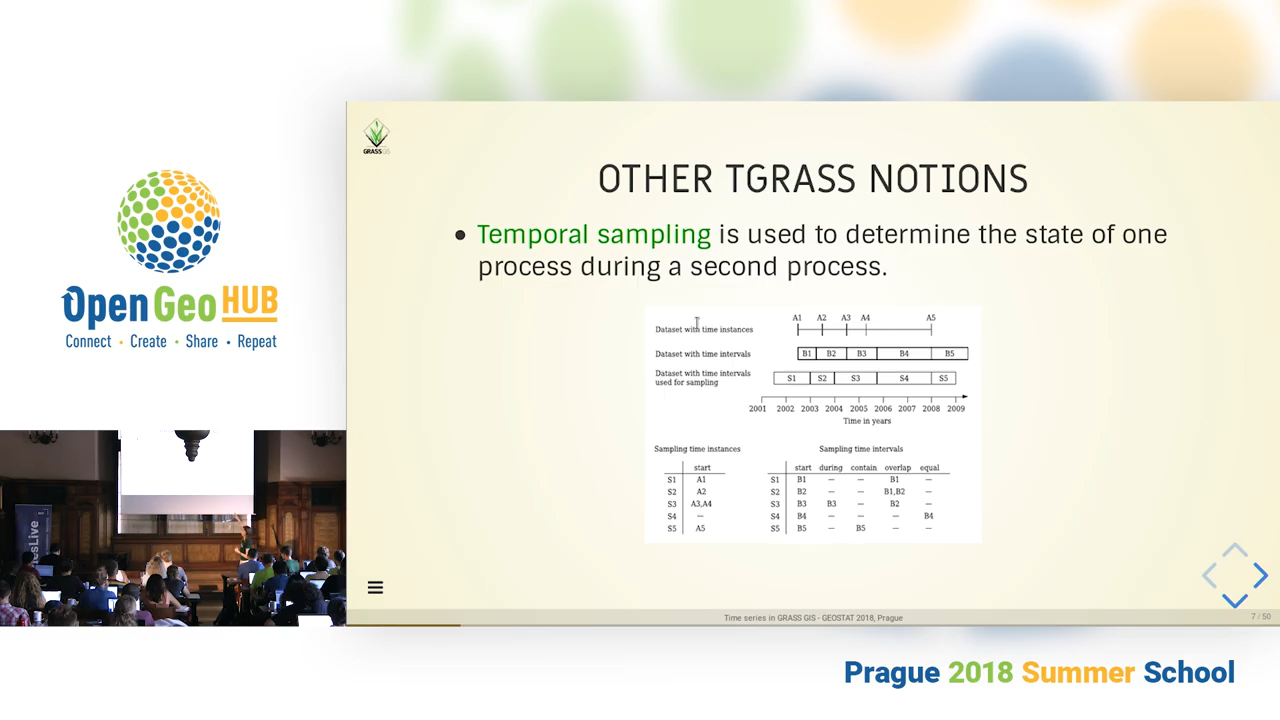 OpenGeoHUB
Connect • Create • Share • Repeat
esLive
GRASSGIS
OTHER TGRASS NOTIONS
• Temporal sampling is used to determine the state of one
process during a second process.
A1 A2 A3 A4 A5
Dataset with time instances
Dataset with time intervals B1 B2 B3 B4 B5
Dataset with time intervals
used for sampling S1 S2 S3 S4 S5
2001 2002 2003 2004 2005 2006 2007 2008 2009
Time in years
Sampling time instances Sampling time intervals
start start during contain overlap equal
S1 A1 S1 B1 — — B1 —
S2 A2 S2 B2 — — B1,B2 —
S3 A3,A4 S3 B3 B3 — B2 —
S4 — S4 B4 — — — B4
S5 A5 S5 B5 — B5 — —
Time series in GRASS GIS - GEOSTAT 2018, Prague
7 / 50
Prague 2018 Summer School